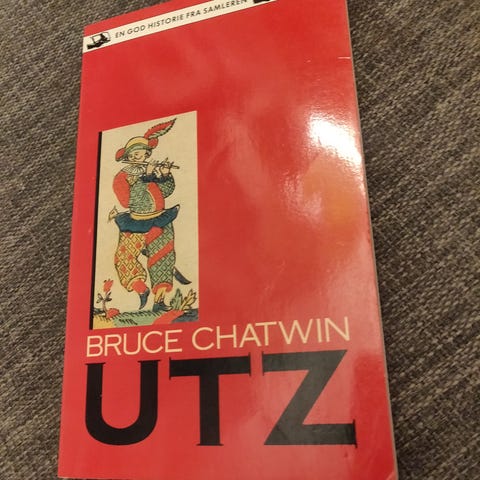 EN GOD HISTORIE FRA SAMLEREN
BRUCE CHATWIN
UTZ